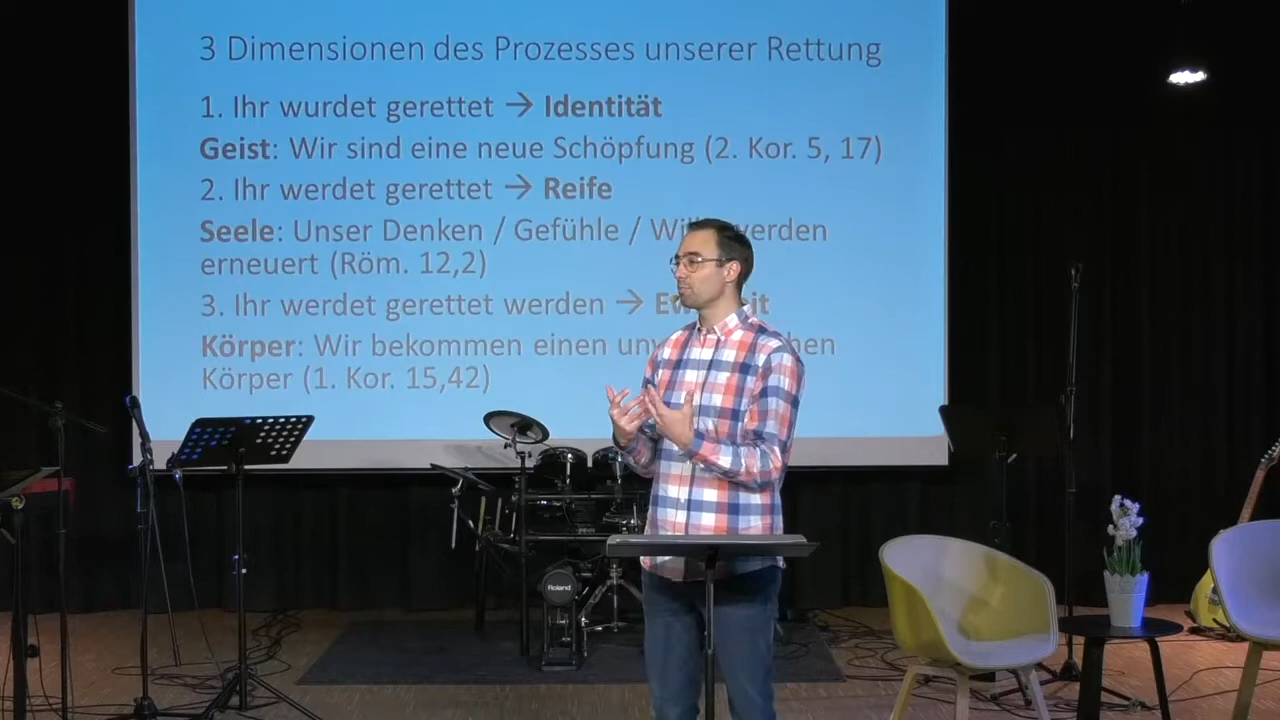 3 Dimensionen des Prozesses unserer Rettung
1. Ihr wurdet gerettet → Identität
Geist: Wir sind eine neue Schöpfung (2. Kor. 5, 17)
2. Ihr werdet gerettet → Reife
Seele: Unser Denken / Gefühle / werden
erneuert (Röm. 12,2)
3. Ihr werdet gerettet werden →
Körper: Wir bekommen einen
Körper (1. Kor. 15,42)
Roland